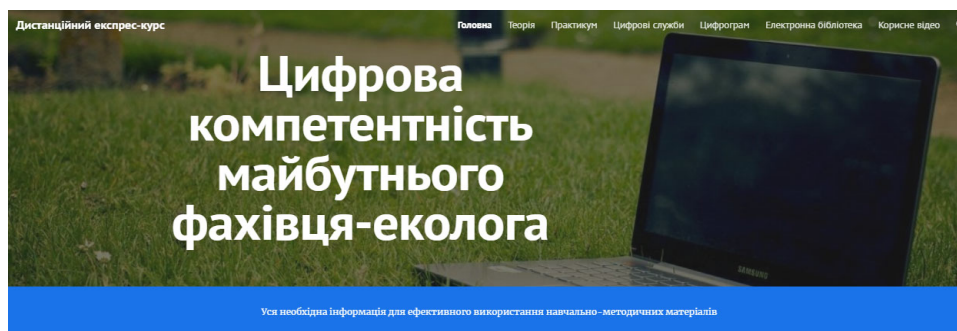 Дистанційний експрес-курс
Головна Теорія Практикум Цифрові служби Цифрограм Електронна бібліотека Корисне відео
Цифрова
компетентність
майбутнього
фахівця-еколога
SAMSUNG
Уся необхідна інформація для ефективного використання навчально-методичних матеріалів